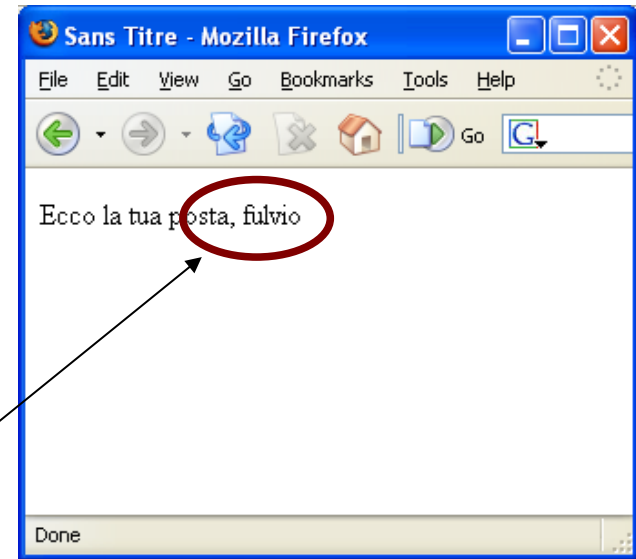 Sans Titre - Mozilla Firefox
File Edit View Go Bookmarks Tools Help
Go G
Ecco la tua posta, fulvio
Done